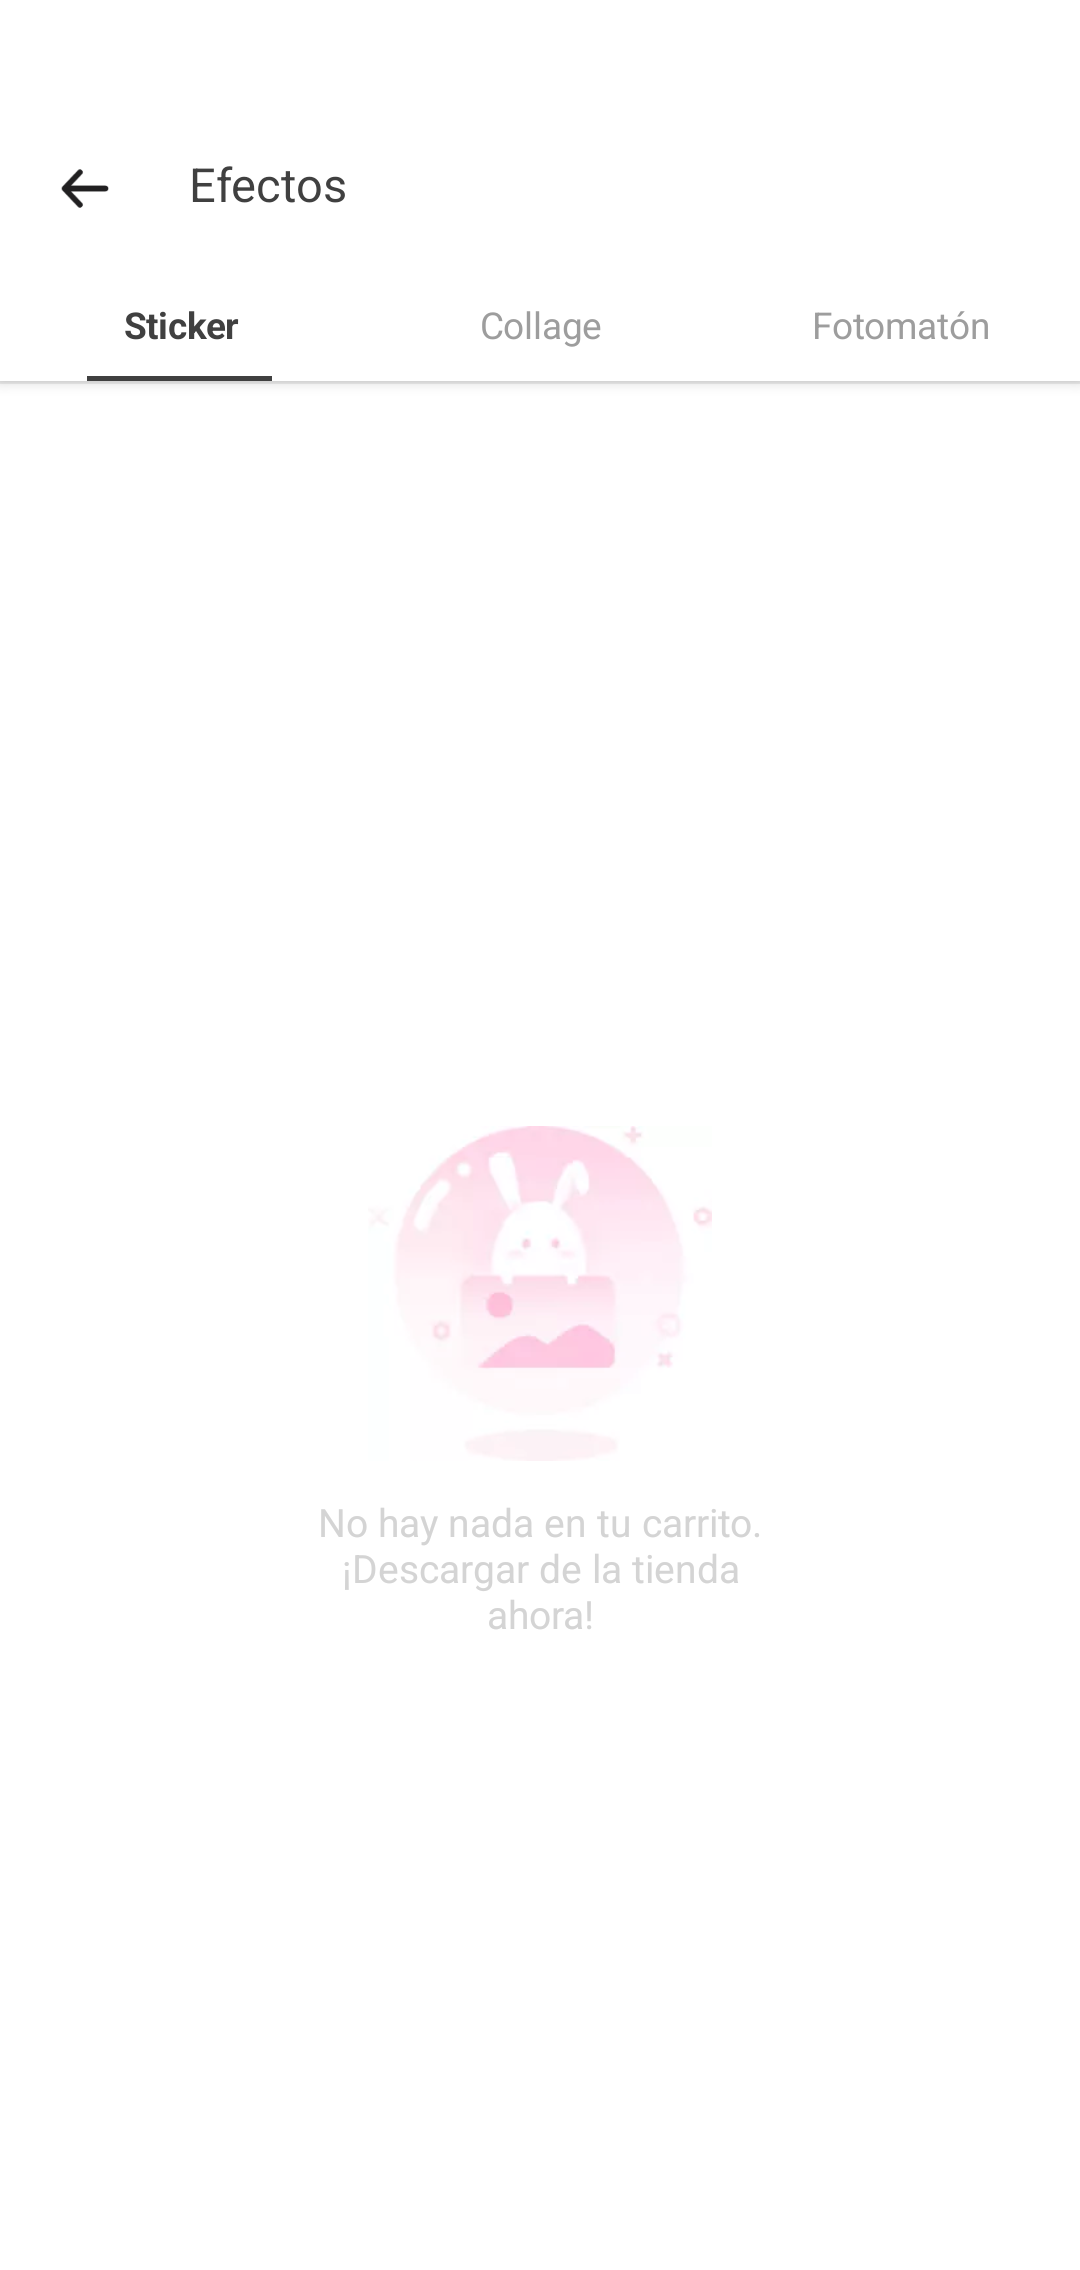 Efectos
Sticker
Collage
Fotomatón
No hay nada en tu carrito.
¡Descargar de la tienda
ahora!